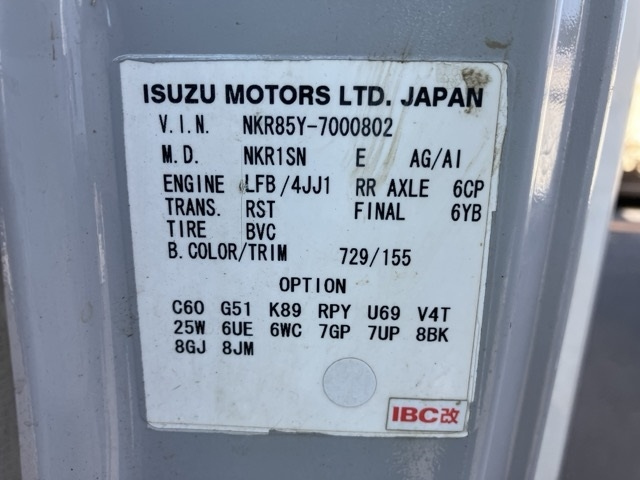 ISUZU MOTORS LTD. JAPAN
V.I.N. NKR85Y-7000802
M.D. NKR1SN E AG/AI
ENGINE LFB/4JJ1 RR AXLE 6CP
TRANS. RST FINAL 6YB
TIRE BVC
B.COLOR/TRIM 729/155
OPTION
C60 G51 K89 RPY U69 V4T
25W 6UE 6WC 7GP 7UP 8BK
8GJ 8JM
IBC改